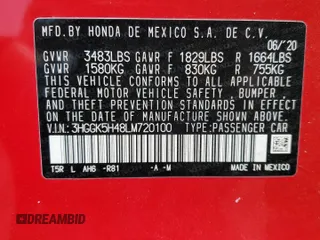 MFD.BY HONDA DE MEXICO S.A. DE C.V.
06/'20
GVWR 3483LBS GAWR F 1829LBS R 1664LBS
GVWR 1580KG GAWR F 830KG R 755KG
THIS VEHICLE CONFORMS TO ALL APPLICABLE
FEDERAL MOTOR VEHICLE SAFETY, BUMPER
AND THEFT PREVENTION STANDARDS IN EFFECT
ON THE DATE OF MANUFACTURE SHOWN ABOVE.
V.I.N.: 3HGGK5H48LM720100 TYPE:PASSENGER CAR
T5R L AH6 -R81 -A -M
MADE IN MEXICO
DREAMBID